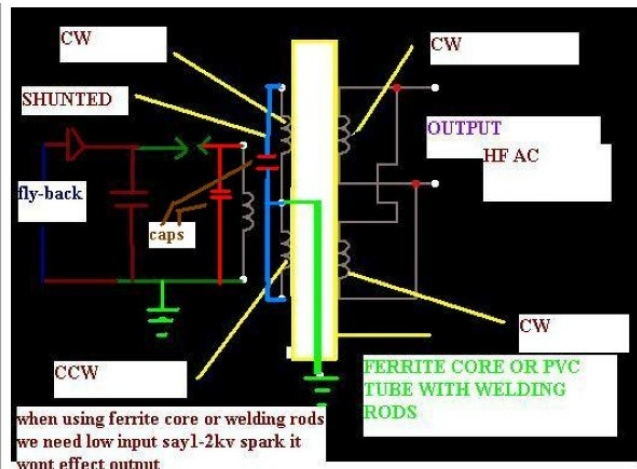 CW
CW
SHUNTED
OUTPUT
HF AC
fly-back
caps
CW
CCW
FERRITE CORE OR PVC
TUBE WITH WELDING
RODS
when using ferrite core or welding rods
we need low input say1-2kv spark it
wont effect output